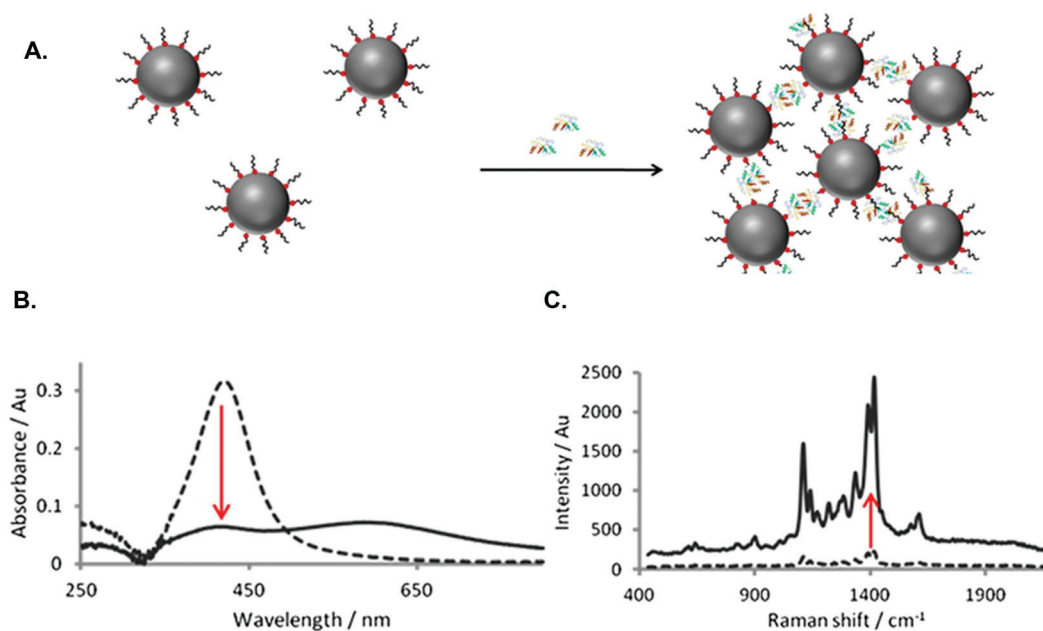 A.
B.
C.
Absorbance / Au
0.3
0.2
0.1
0
250
450
650
Wavelength / nm
Intensity / Au
2500
2000
1500
1000
500
0
400
900
1400
1900
Raman shift / cm⁻¹